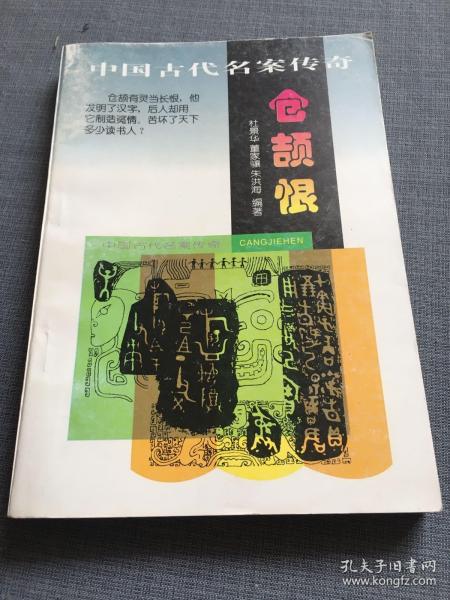 中国古代名案传奇
仓颉有灵当长恨，他
发明了汉字，后人却用
它制造冤情。苦坏了天下
多少读书人？
仓颉恨
杜景华 董家骧 朱洪海 编著
中国古代名案传奇
CANGJIEHEN
孔夫子旧书网
www.kongfz.com